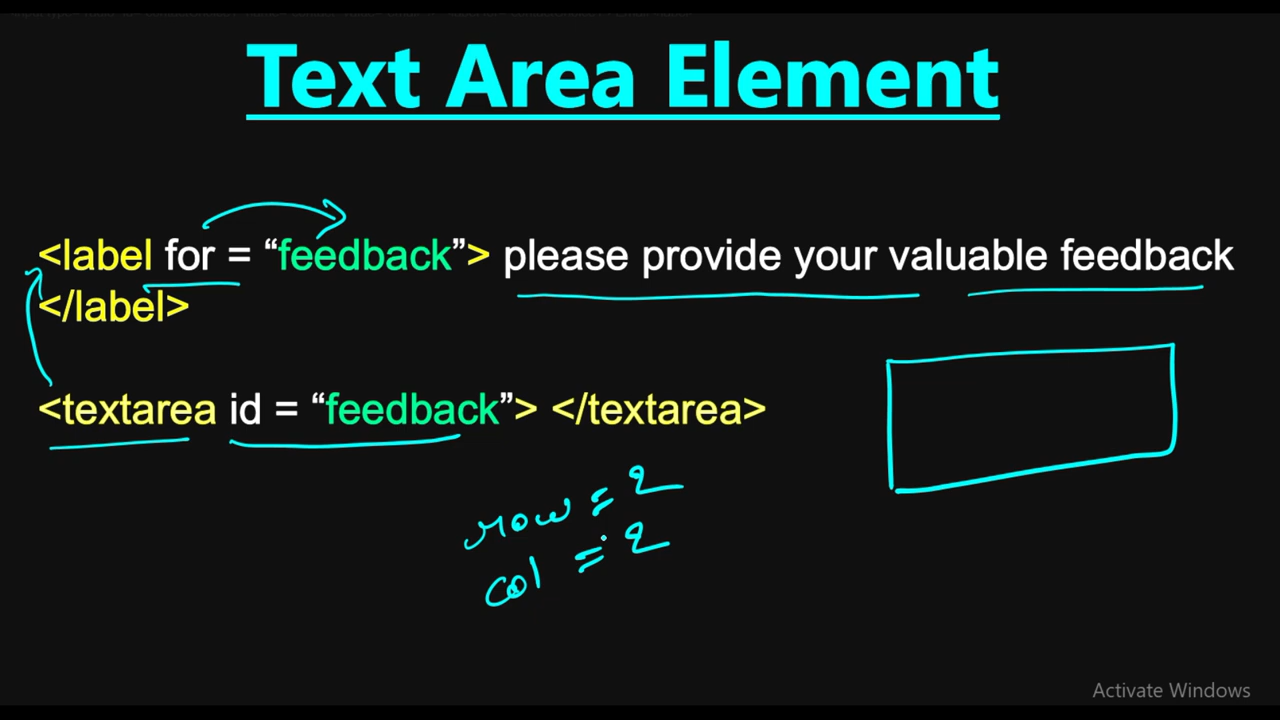 Text Area Element
<label for = “feedback”> please provide your valuable feedback
</label>
<textarea id = “feedback”> </textarea>
row = 2
col = 2
Activate Windows